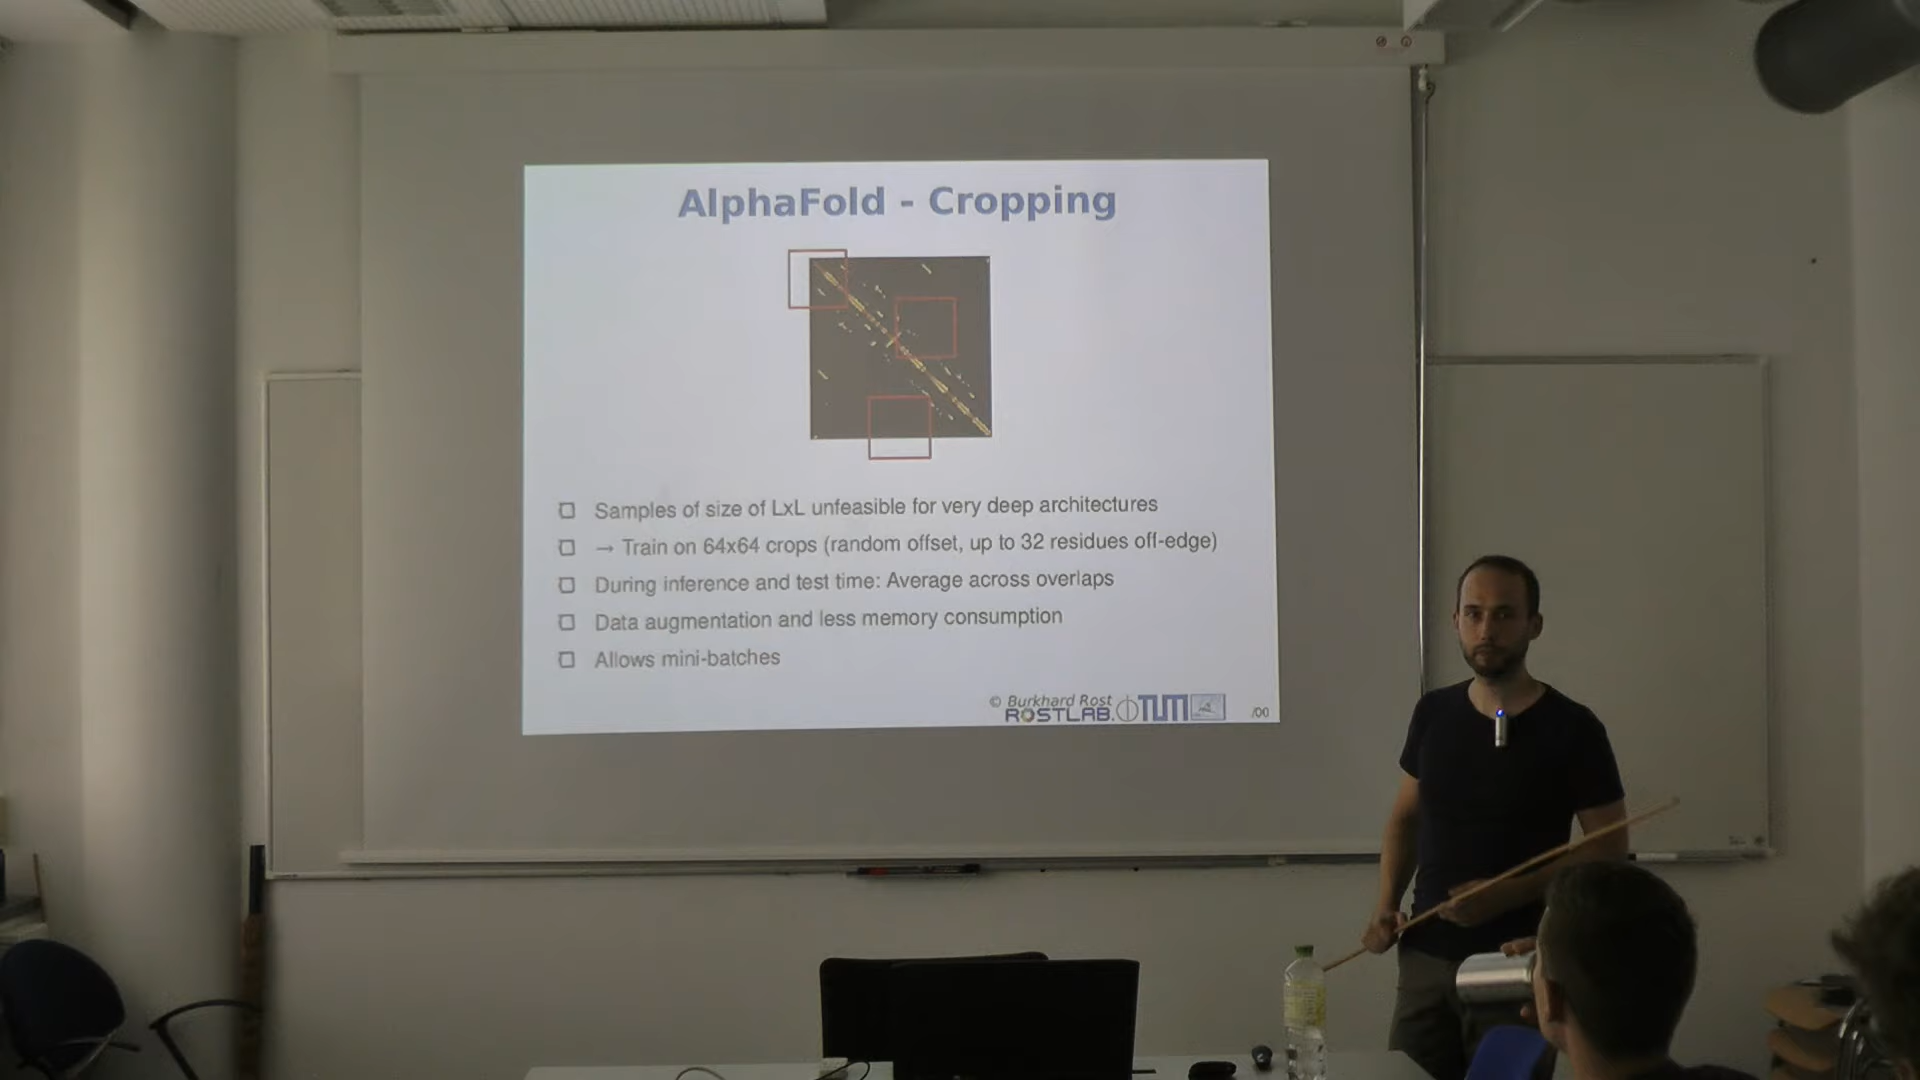 AlphaFold - Cropping
Samples of size of LxL unfeasible for very deep architectures
→ Train on 64x64 crops (random offset, up to 32 residues off-edge)
During inference and test time: Average across overlaps
Data augmentation and less memory consumption
Allows mini-batches
© Burkhard Rost
ROSTLAB. TUM
/00